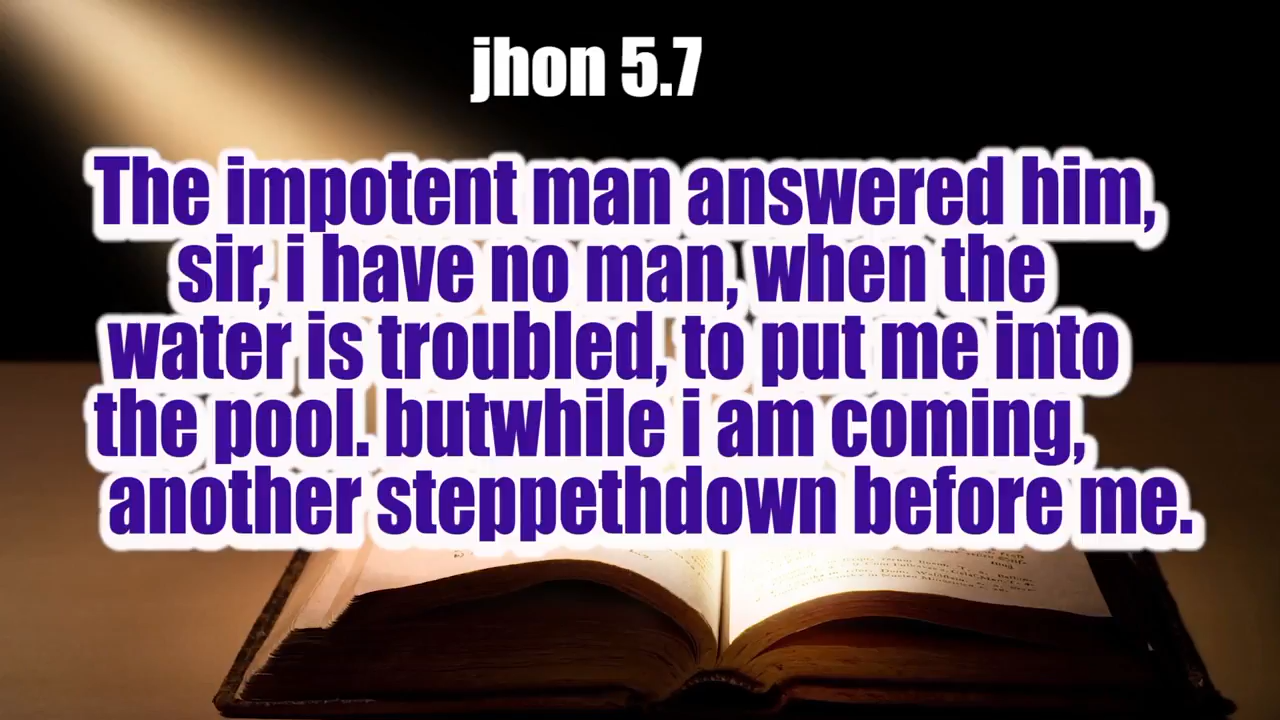 jhon 5.7
The impotent man answered him,
sir, i have no man, when the
water is troubled, to put me into
the pool. butwhile i am coming,
another steppethdown before me.